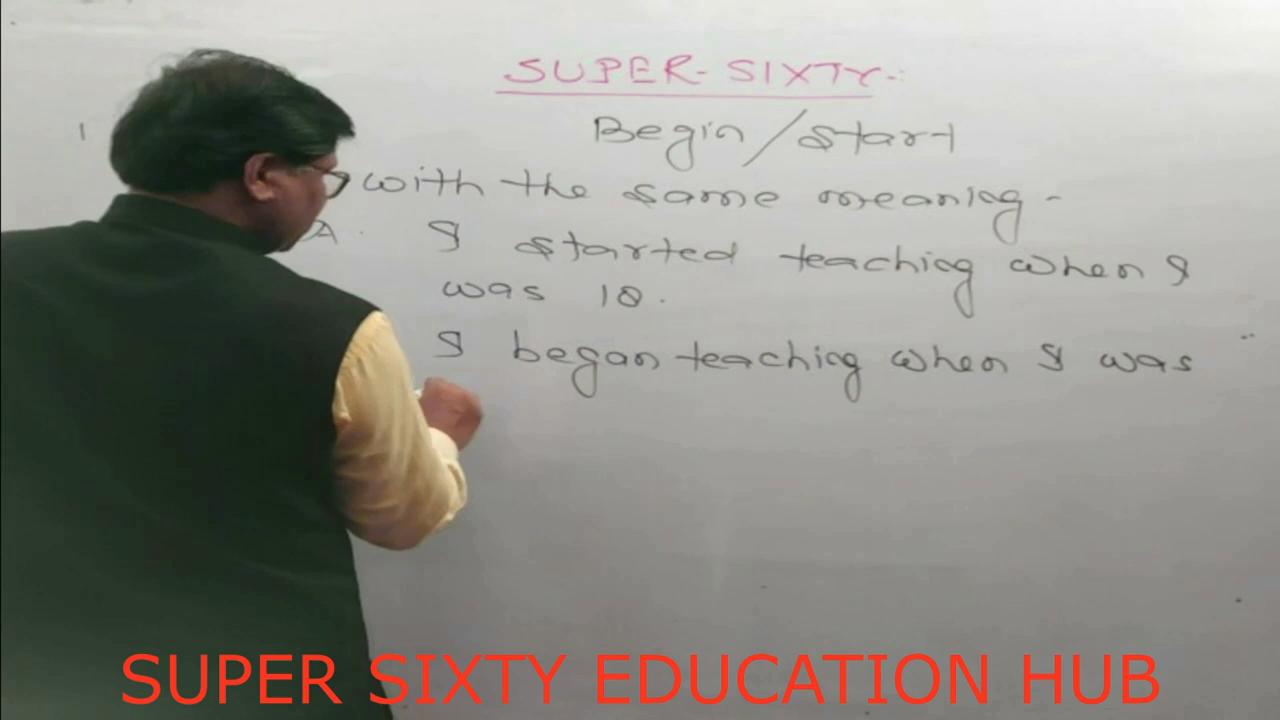 SUPER-SIXTY-:
Begin/Start
1 with the same meaning-
A. I started teaching when I
was 18.
I began teaching when I was
SUPER SIXTY EDUCATION HUB